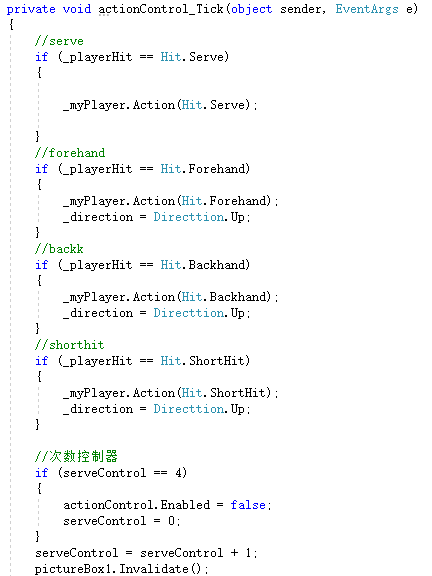 private void actionControl_Tick(object sender, EventArgs e)
{
//serve
if (_playerHit == Hit.Serve)
{
_myPlayer.Action(Hit.Serve);
}
//forehand
if (_playerHit == Hit.Forehand)
{
_myPlayer.Action(Hit.Forehand);
_direction = Directtion.Up;
}
//backk
if (_playerHit == Hit.Backhand)
{
_myPlayer.Action(Hit.Backhand);
_direction = Directtion.Up;
}
//shorthit
if (_playerHit == Hit.ShortHit)
{
_myPlayer.Action(Hit.ShortHit);
_direction = Directtion.Up;
}
//次数控制器
if (serveControl == 4)
{
actionControl.Enabled = false;
serveControl = 0;
}
serveControl = serveControl + 1;
pictureBox1.Invalidate();